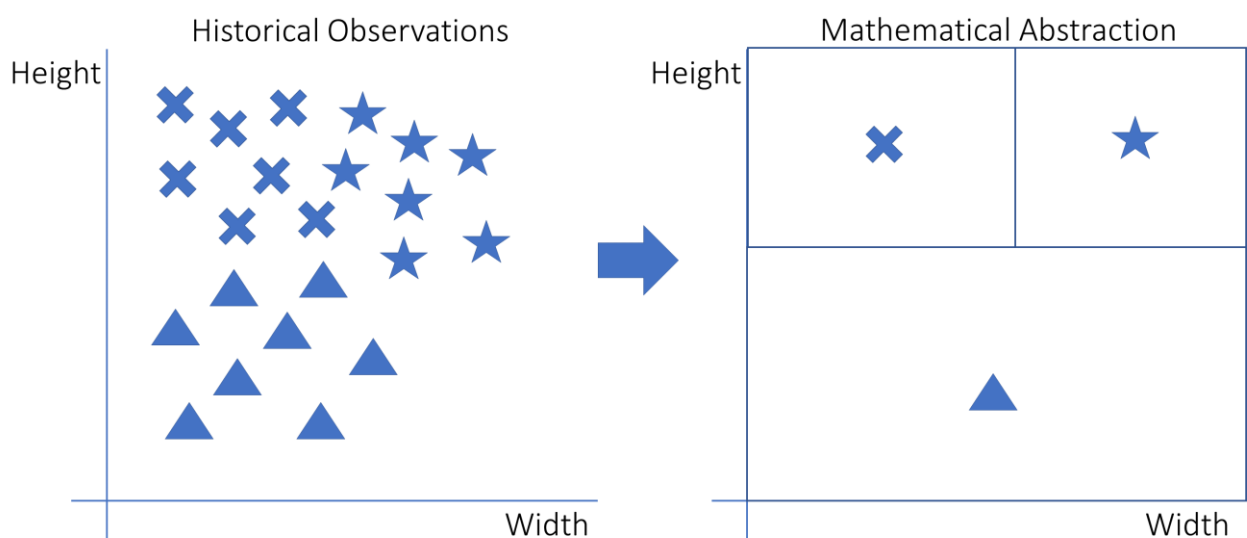 Historical Observations
Height
Width
Mathematical Abstraction
Height
Width